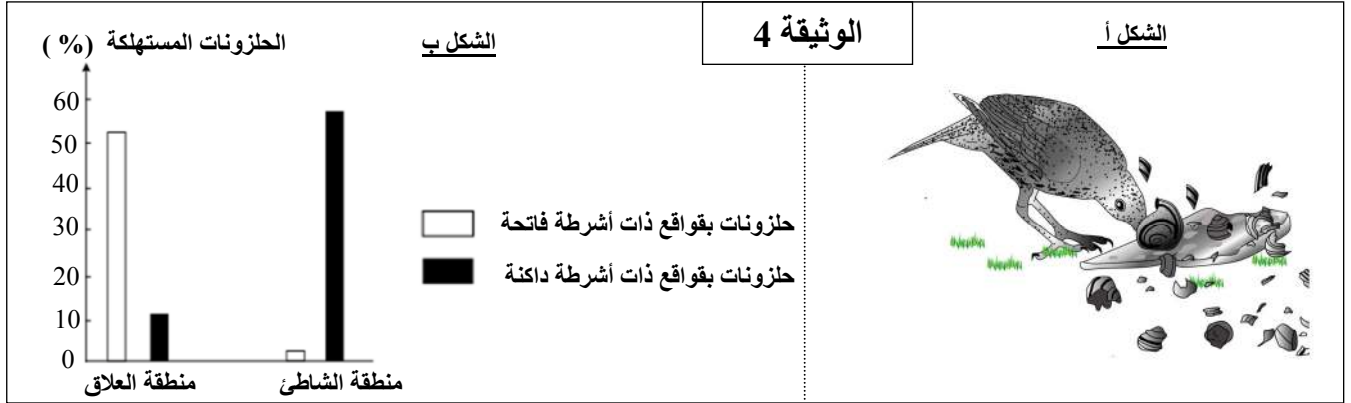 الوثيقة 4
الشكل أ
الشكل ب
الحلزونات المستهلكة (%)
60
50
40
30
20
10
0
منطقة العلاق
منطقة الشاطئ
حلزونات بقواقع ذات أشرطة فاتحة
حلزونات بقواقع ذات أشرطة داكنة